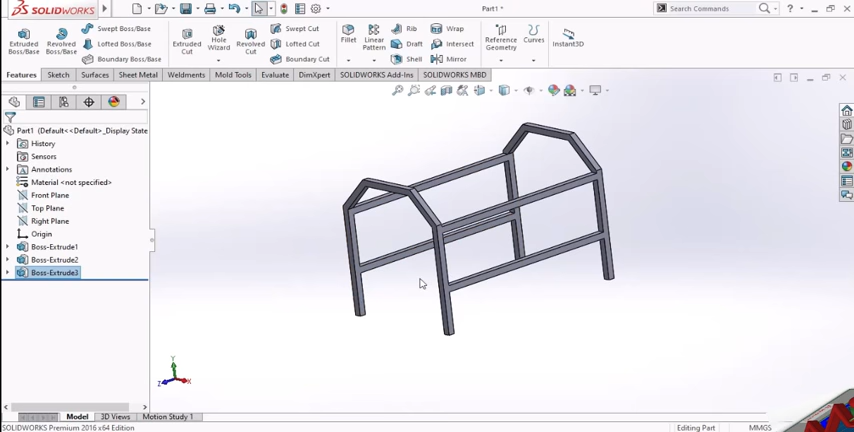 SOLIDWORKS
Part1 *
Search Commands
Extruded Boss/Base
Revolved Boss/Base
Swept Boss/Base
Lofted Boss/Base
Boundary Boss/Base
Extruded Cut
Hole Wizard
Revolved Cut
Swept Cut
Lofted Cut
Boundary Cut
Fillet
Linear Pattern
Rib
Draft
Shell
Wrap
Intersect
Mirror
Reference Geometry
Curves
Instant3D
Features
Sketch
Surfaces
Sheet Metal
Weldments
Mold Tools
Evaluate
DimXpert
SOLIDWORKS Add-Ins
SOLIDWORKS MBD
Part1 (Default<<Default>_Display State
History
Sensors
Annotations
Material <not specified>
Front Plane
Top Plane
Right Plane
Origin
Boss-Extrude1
Boss-Extrude2
Boss-Extrude3
Y
Z
X
Model
3D Views
Motion Study 1
SOLIDWORKS Premium 2016 x64 Edition
Editing Part
MMGS